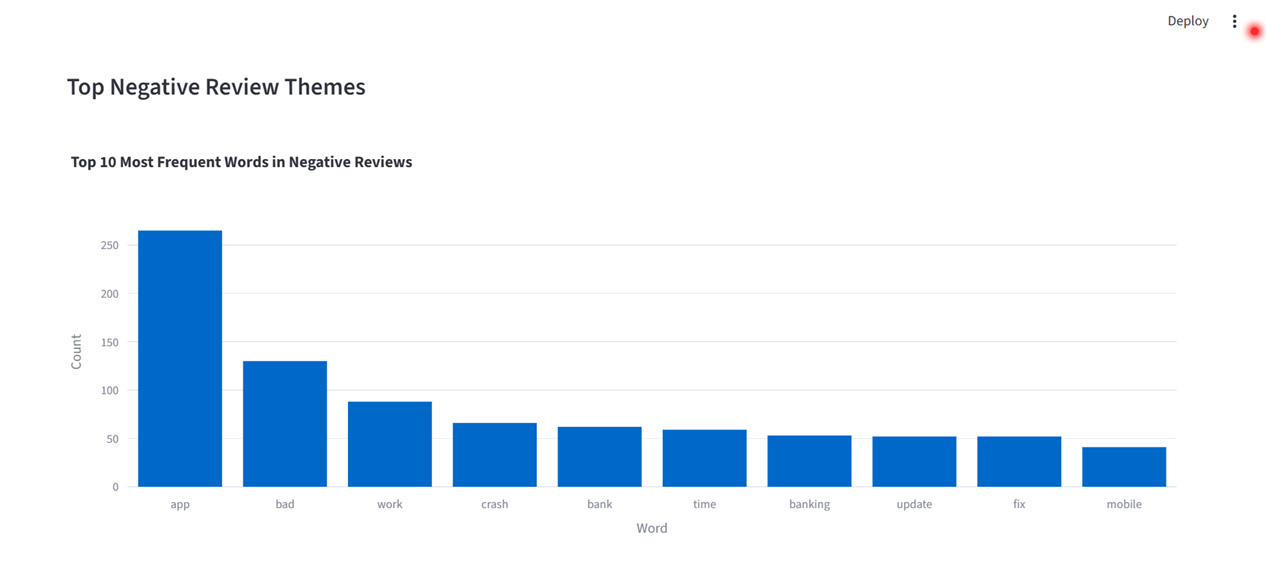 Deploy
Top Negative Review Themes
Top 10 Most Frequent Words in Negative Reviews
250
200
150
100
50
0
Count
app bad work crash bank time banking update fix mobile
Word